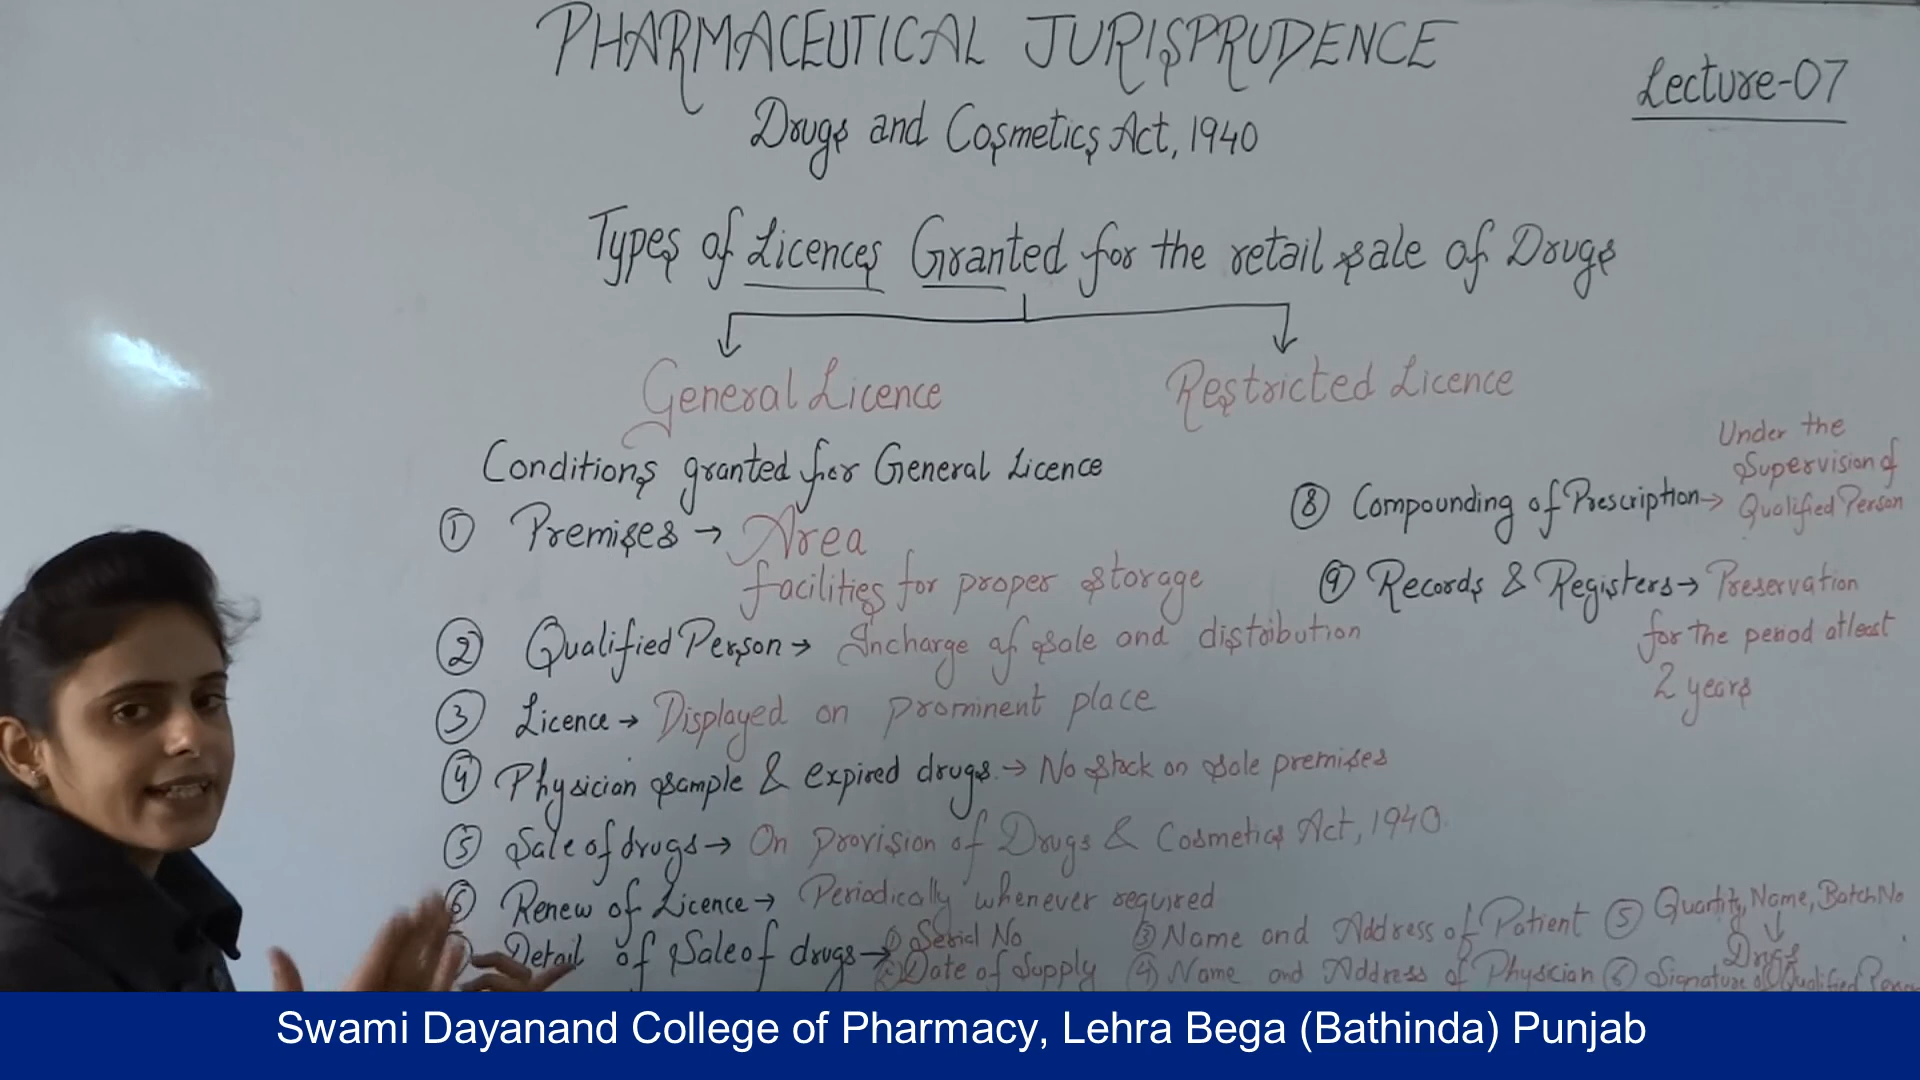 PHARMACEUTICAL JURISPRUDENCE
Lecture-07
Drugs and Cosmetics Act, 1940
Types of Licences Granted for the retail sale of Drugs
General Licence
Restricted Licence
Conditions granted for General Licence
① Premises → Area
facilities for proper storage
② Qualified Person → Incharge of sale and distribution
③ Licence → Displayed on prominent place
④ Physician sample & expired drugs → No stock on sale premises
⑤ Sale of drugs → On provision of Drugs & Cosmetics Act, 1940.
⑥ Renew of Licence → Periodically whenever required
Detail of Sale of drugs →
① Serial No
② Date of Supply
③ Name and Address of Patient
④ Name and Address of Physician
⑤ Quantity, Name, Batch No
↓
Drugs
⑥ Signature of Qualified
⑧ Compounding of Prescription →
Under the
Supervision of
Qualified Person
⑨ Records & Registers → Preservation
for the period atleast
2 years
Swami Dayanand College of Pharmacy, Lehra Bega (Bathinda) Punjab